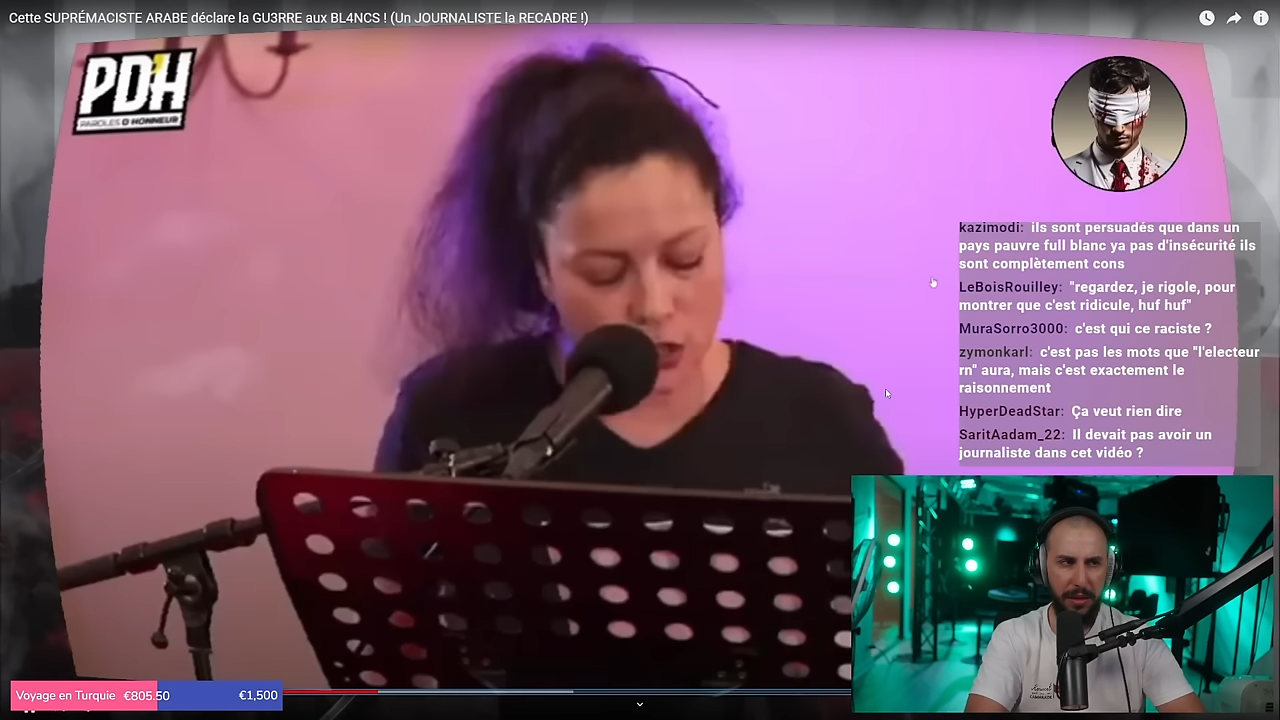 Cette SUPRÉMACISTE ARABE déclare la GU3RRE aux BL4NCS ! (Un JOURNALISTE la RECADRE !)
PD'H
PAROLES D HONNEUR
kazimodi: ils sont persuadés que dans un
pays pauvre full blanc ya pas d'insécurité ils
sont complètement cons
LeBoisRouilley: "regardez, je rigole, pour
montrer que c'est ridicule, huf huf"
MuraSorro3000: c'est qui ce raciste ?
zymonkarl: c'est pas les mots que "l'electeur
rn" aura, mais c'est exactement le
raisonnement
HyperDeadStar: Ça veut rien dire
SaritAadam_22: Il devait pas avoir un
journaliste dans cet vidéo ?
Voyage en Turquie €805.50 €1,500